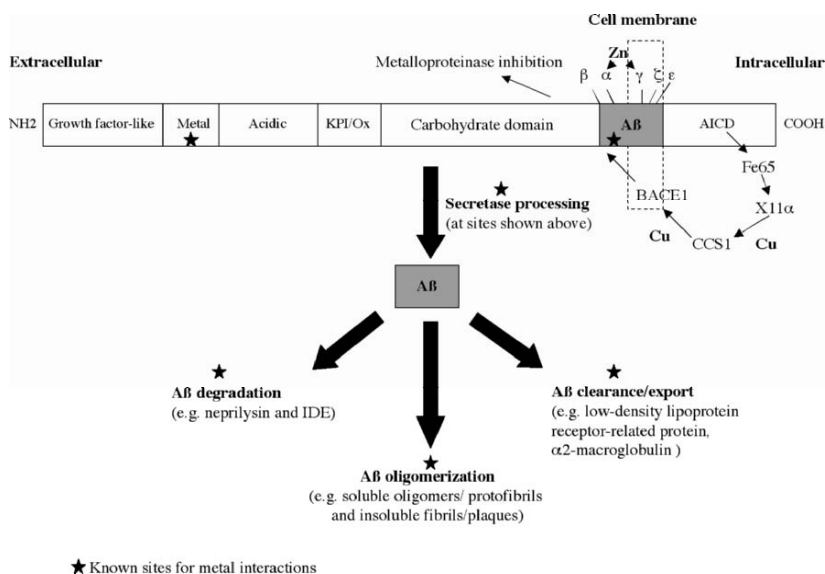 Cell membrane
Extracellular
Metalloproteinase inhibition
Zn
Intracellular
β α γ ζ ε
NH2 Growth factor-like Metal Acidic KPI/Ox Carbohydrate domain Aß AICD COOH
Fe65
BACE1
X11α
Secretase processing
(at sites shown above)
Cu
CCS1
Cu
Aß
Aß degradation
(e.g. neprilysin and IDE)
Aß clearance/export
(e.g. low-density lipoprotein
receptor-related protein,
α2-macroglobulin )
Aß oligomerization
(e.g. soluble oligomers/ protofibrils
and insoluble fibrils/plaques)
★ Known sites for metal interactions